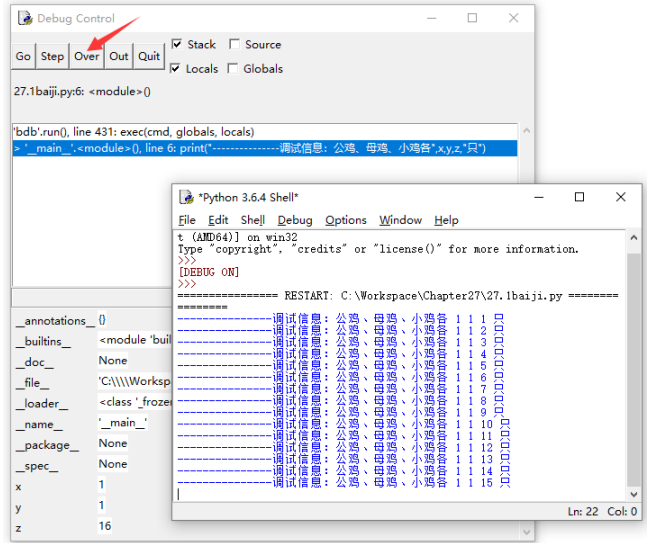 Debug Control
Go Step Over Out Quit
Stack Source
Locals Globals
27.1baiji.py:6: <module>()
'bdb'.run(), line 431: exec(cmd, globals, locals)
> '__main__'.<module>(), line 6: print("---------------调试信息：公鸡、母鸡、小鸡各",x,y,z,"只")
__annotations__ {}
__builtins__ <module 'buil
__doc__ None
__file__ 'C:\\\\Worksp
__loader__ <class '_frozer
__name__ '__main__'
__package__ None
__spec__ None
x 1
y 1
z 16
*Python 3.6.4 Shell*
File Edit Shell Debug Options Window Help
t (AMD64)] on win32
Type "copyright", "credits" or "license()" for more information.
>>>
[DEBUG ON]
>>>
================ RESTART: C:\Workspace\Chapter27\27.1baiji.py ========
========
---------------调试信息：公鸡、母鸡、小鸡各 1 1 1 只
---------------调试信息：公鸡、母鸡、小鸡各 1 1 2 只
---------------调试信息：公鸡、母鸡、小鸡各 1 1 3 只
---------------调试信息：公鸡、母鸡、小鸡各 1 1 4 只
---------------调试信息：公鸡、母鸡、小鸡各 1 1 5 只
---------------调试信息：公鸡、母鸡、小鸡各 1 1 6 只
---------------调试信息：公鸡、母鸡、小鸡各 1 1 7 只
---------------调试信息：公鸡、母鸡、小鸡各 1 1 8 只
---------------调试信息：公鸡、母鸡、小鸡各 1 1 9 只
---------------调试信息：公鸡、母鸡、小鸡各 1 1 10 只
---------------调试信息：公鸡、母鸡、小鸡各 1 1 11 只
---------------调试信息：公鸡、母鸡、小鸡各 1 1 12 只
---------------调试信息：公鸡、母鸡、小鸡各 1 1 13 只
---------------调试信息：公鸡、母鸡、小鸡各 1 1 14 只
---------------调试信息：公鸡、母鸡、小鸡各 1 1 15 只
Ln: 22 Col: 0